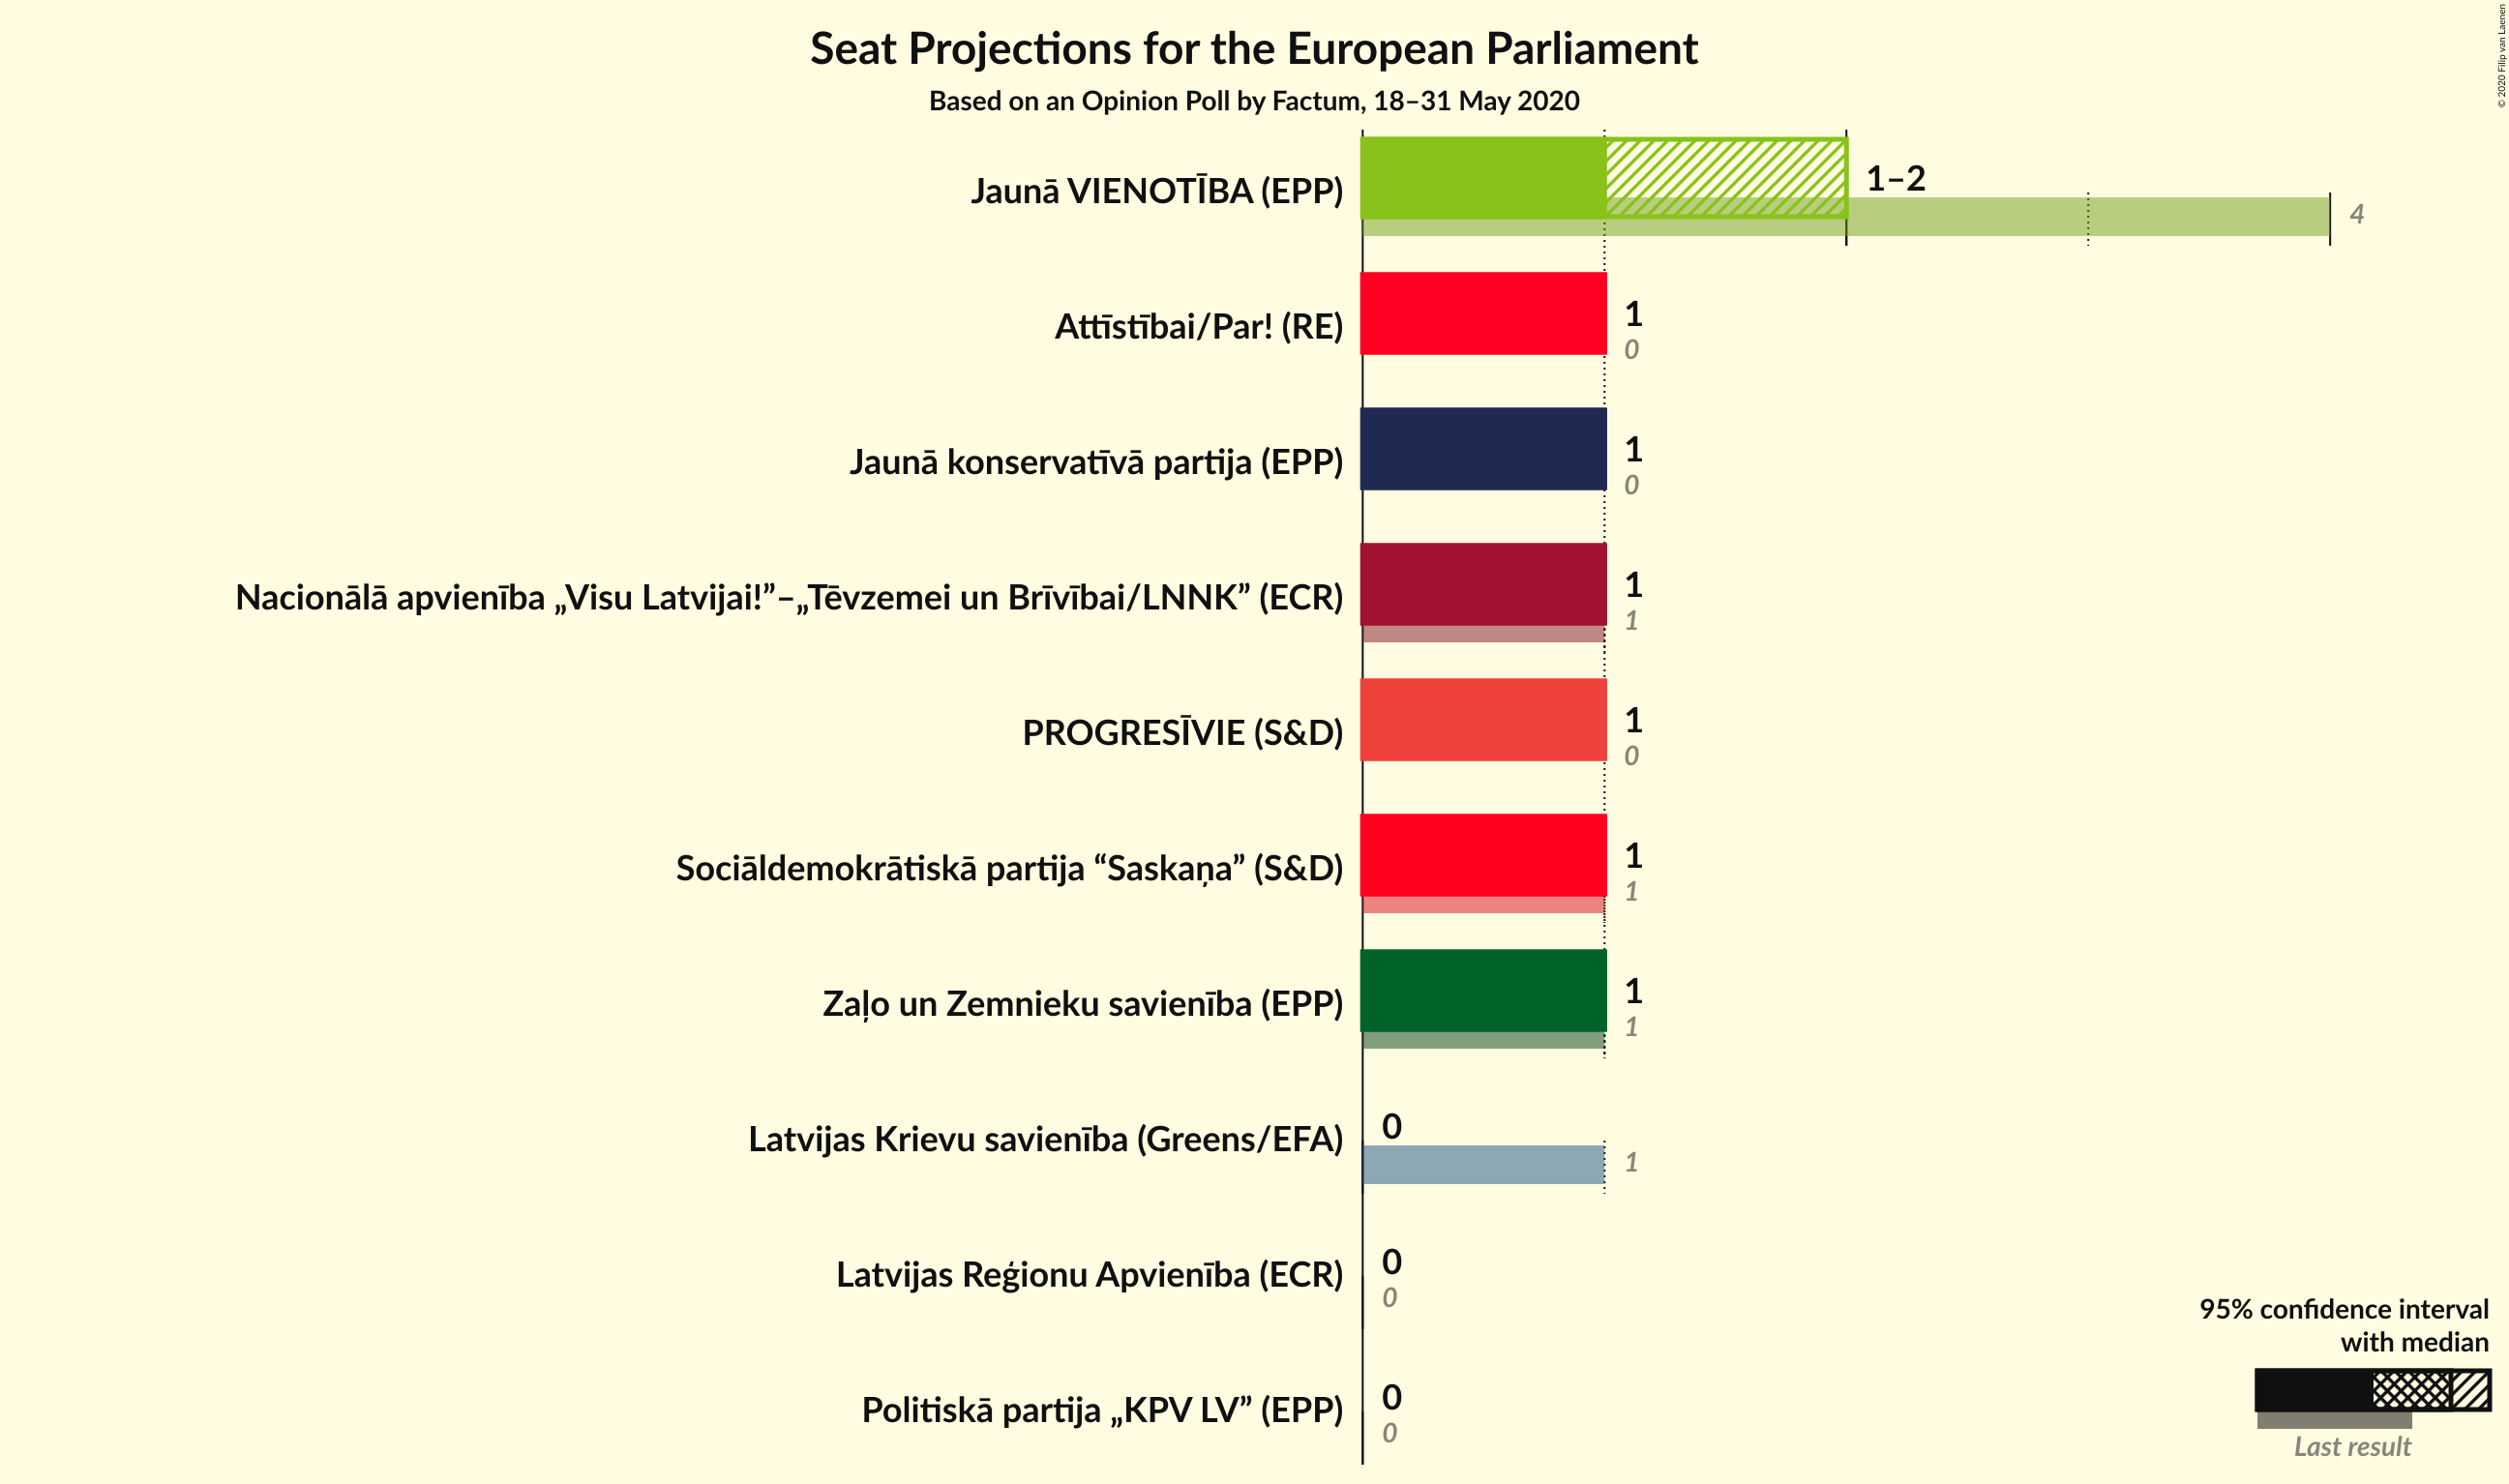 Seat Projections for the European Parliament
Based on an Opinion Poll by Factum, 18–31 May 2020
© 2020 Filip van Laenen
Jaunā VIENOTĪBA (EPP)
1–2
4
Attīstībai/Par! (RE)
1
0
Jaunā konservatīvā partija (EPP)
1
0
Nacionālā apvienība „Visu Latvijai!”–„Tēvzemei un Brīvībai/LNNK” (ECR)
1
1
PROGRESĪVIE (S&D)
1
0
Sociāldemokrātiskā partija “Saskaņa” (S&D)
1
1
Zaļo un Zemnieku savienība (EPP)
1
1
Latvijas Krievu savienība (Greens/EFA)
0
1
Latvijas Reģionu Apvienība (ECR)
0
0
Politiskā partija „KPV LV” (EPP)
0
0
95% confidence interval
with median
Last result